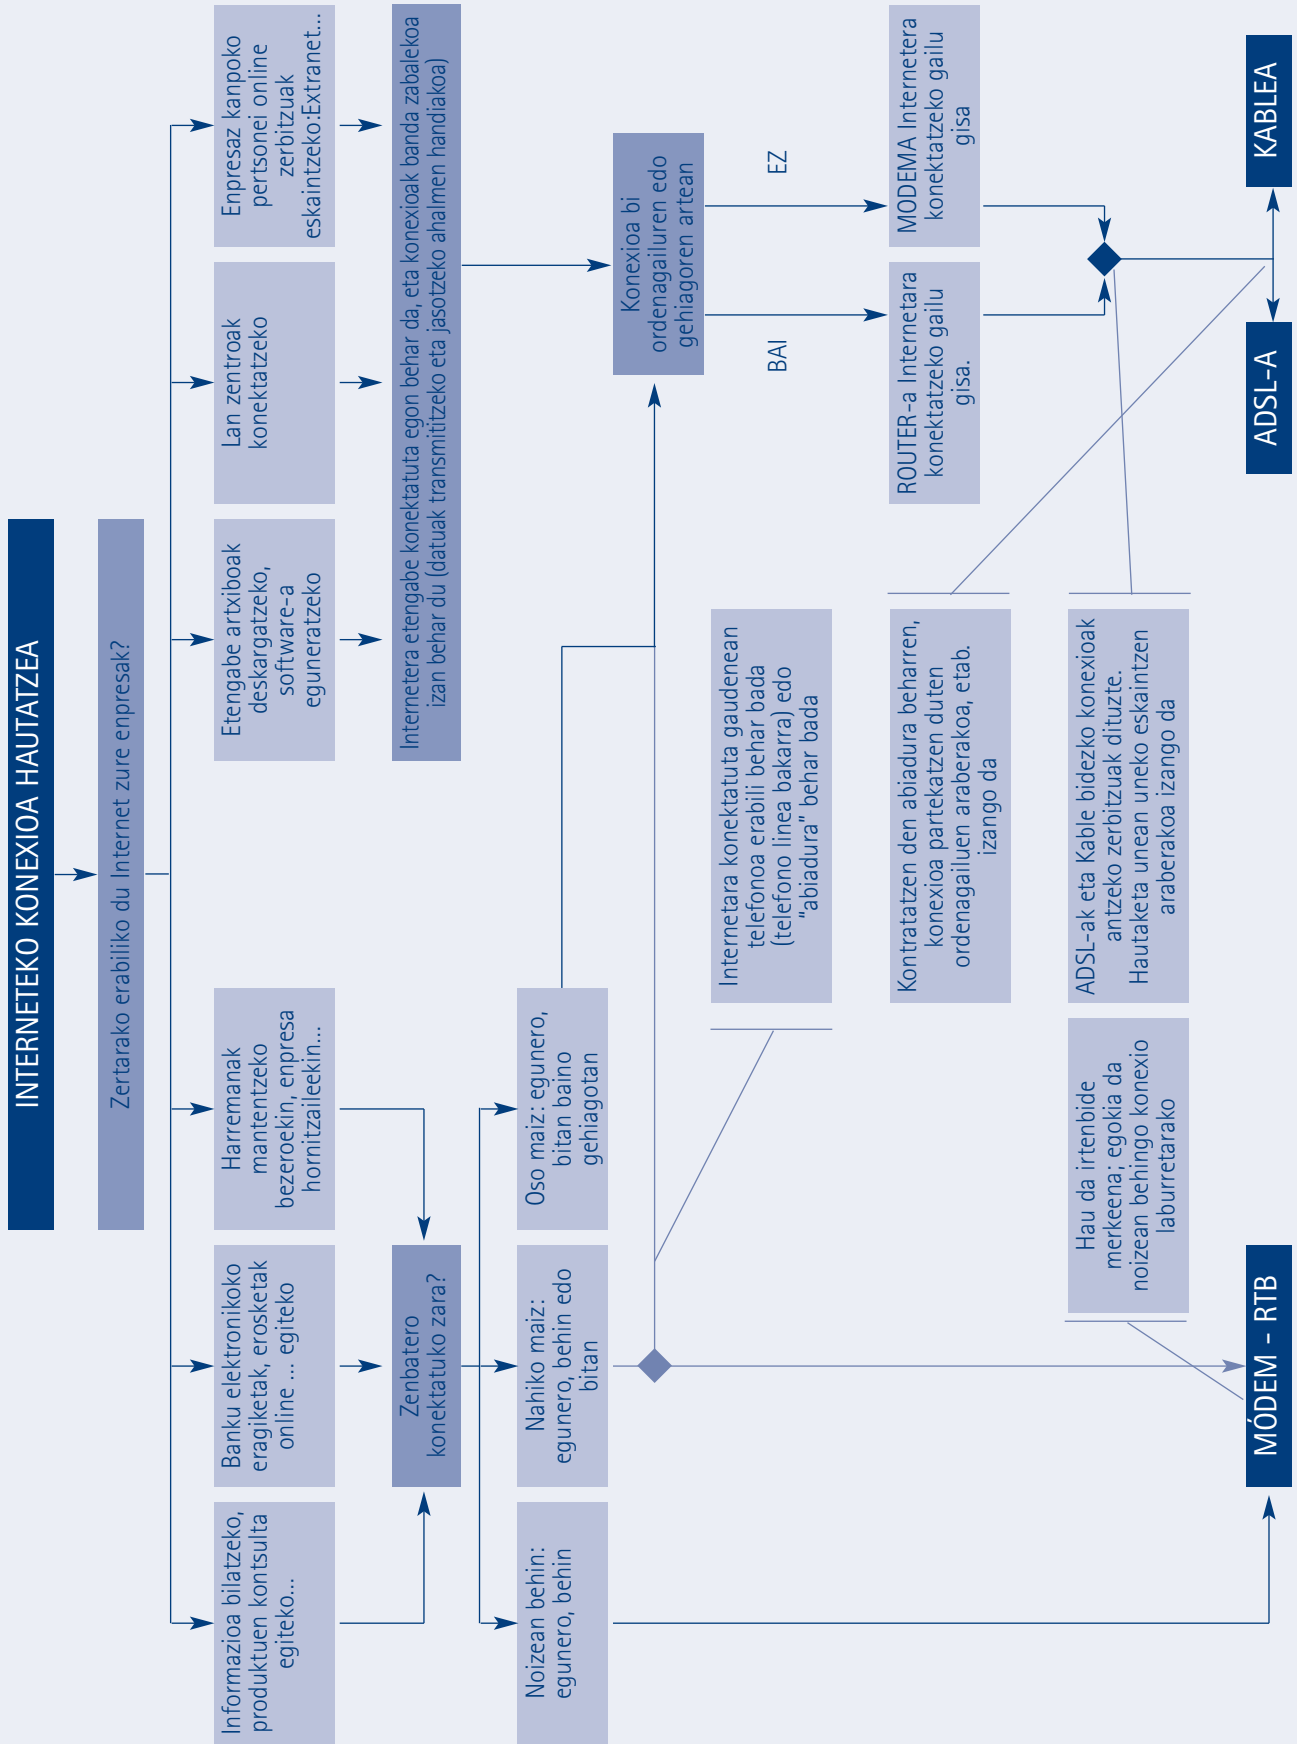 INTERNETEKO KONEXIOA HAUTATZEA
Zertarako erabiliko du Internet zure enpresak?
Informazioa bilatzeko,
produktuen kontsulta
egiteko...
Banku elektronikoko
eragiketak, erosketak
online ... egiteko
Harremanak
mantentzeko
bezeroekin, enpresa
hornitzaileekin...
Etengabe artxiboak
deskargatzeko,
software-a
eguneratzeko
Lan zentroak
konektatzeko
Enpresaz kanpoko
pertsonei online
zerbitzuak
eskaintzeko:Extranet...
Zenbatero
konektatuko zara?
Internetera etengabe konektatuta egon behar da, eta konexioak banda zabalekoa
izan behar du (datuak transmititzeko eta jasotzeko ahalmen handiakoa)
Noizean behin:
egunero, behin
Nahiko maiz:
egunero, behin edo
bitan
Oso maiz: egunero,
bitan baino
gehiagotan
Konexioa bi
ordenagailuren edo
gehiagoren artean
Internetara konektatuta gaudenean
telefonoa erabili behar bada
(telefono linea bakarra) edo
"abiadura" behar bada
BAI
EZ
Kontratatzen den abiadura beharren,
konexioa partekatzen duten
ordenagailuen araberakoa, etab.
izango da
ROUTER-a Internetara
konektatzeko gailu
gisa.
MODEMA Internetera
konektatzeko gailu
gisa
Hau da irtenbide
merkeena; egokia da
noizean behingo konexio
laburretarako
ADSL-ak eta Kable bidezko konexioak
antzeko zerbitzuak dituzte.
Hautaketa unean uneko eskaintzen
araberakoa izango da
MÓDEM - RTB
ADSL-A
KABLEA